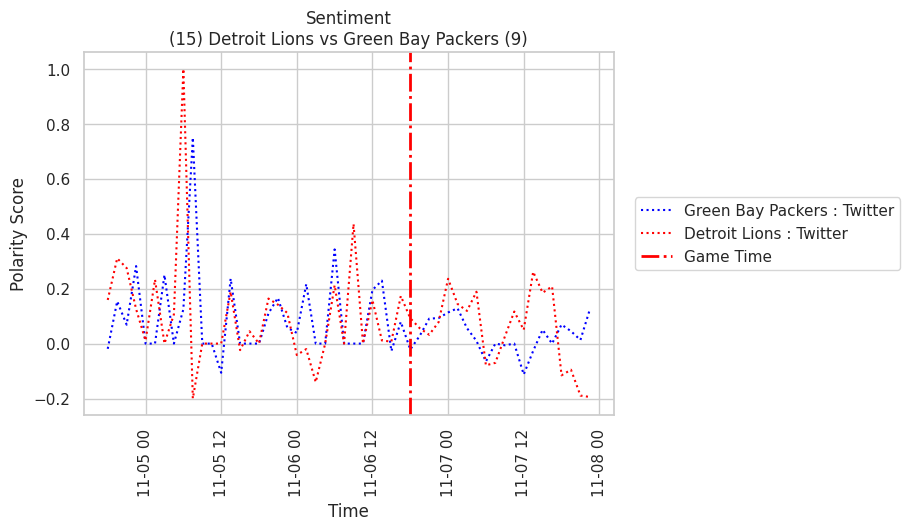 Sentiment
(15) Detroit Lions vs Green Bay Packers (9)
Polarity Score
1.0
0.8
0.6
0.4
0.2
0.0
−0.2
11-05 00
11-05 12
11-06 00
11-06 12
11-07 00
11-07 12
11-08 00
Time
Green Bay Packers : Twitter
Detroit Lions : Twitter
Game Time